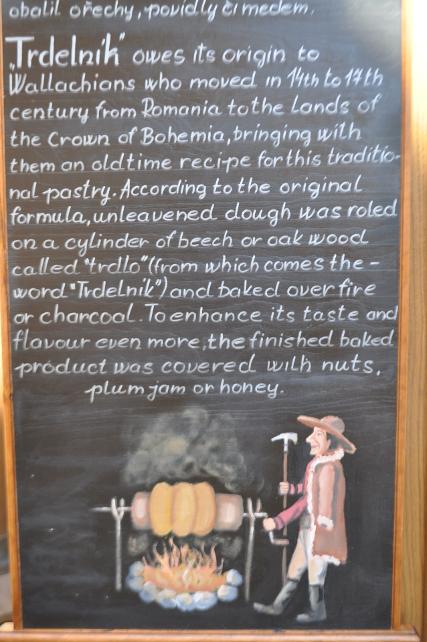 obalil ořechy, povidly či medem.
„Trdelnik" owes its origin to
Wallachians who moved in 14th to 17th
century from Romania to the lands of
the Crown of Bohemia, bringing with
them an oldtime recipe for this traditio-
nal pastry. According to the original
formula, unleavened dough was roled
on a cylinder of beech or oak wood
called "trdlo" (from which comes the -
word "Trdelnik") and baked over fire
or charcoal. To enhance its taste and
flavour even more, the finished baked
product was covered with nuts,
plum jam or honey.